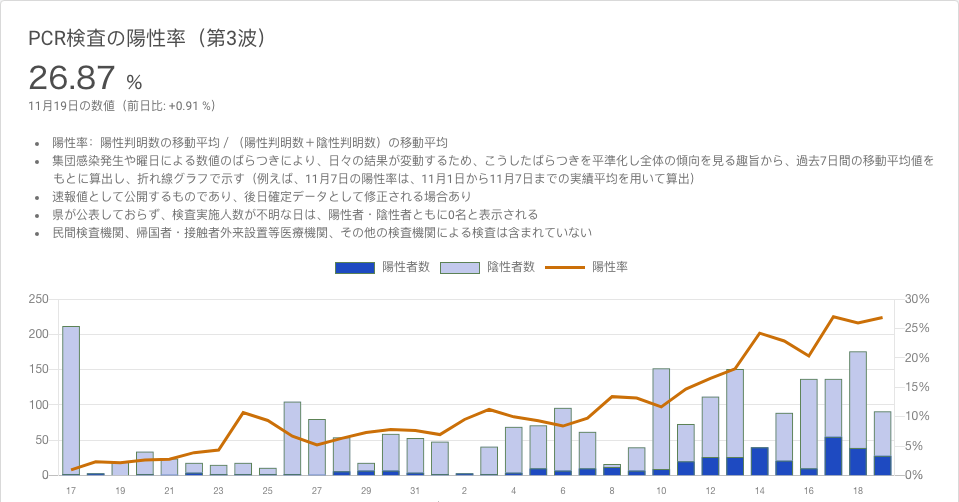 PCR検査の陽性率（第3波）
26.87 %
11月19日の数値（前日比: +0.91 %）
• 陽性率：陽性判明数の移動平均 / （陽性判明数＋陰性判明数）の移動平均
• 集団感染発生や曜日による数値のばらつきにより、日々の結果が変動するため、こうしたばらつきを平準化し全体の傾向を見る趣旨から、過去7日間の移動平均値を
もとに算出し、折れ線グラフで示す（例えば、11月7日の陽性率は、11月1日から11月7日までの実績平均を用いて算出）
• 速報値として公開するものであり、後日確定データとして修正される場合あり
• 県が公表しておらず、検査実施人数が不明な日は、陽性者・陰性者ともに0名と表示される
• 民間検査機関、帰国者・接触者外来設置等医療機関、その他の検査機関による検査は含まれていない
陽性者数 陰性者数 陽性率
250 30%
25%
200
20%
150
15%
100
10%
50
5%
0 0%
17 19 21 23 25 27 29 31 2 4 6 8 10 12 14 16 18